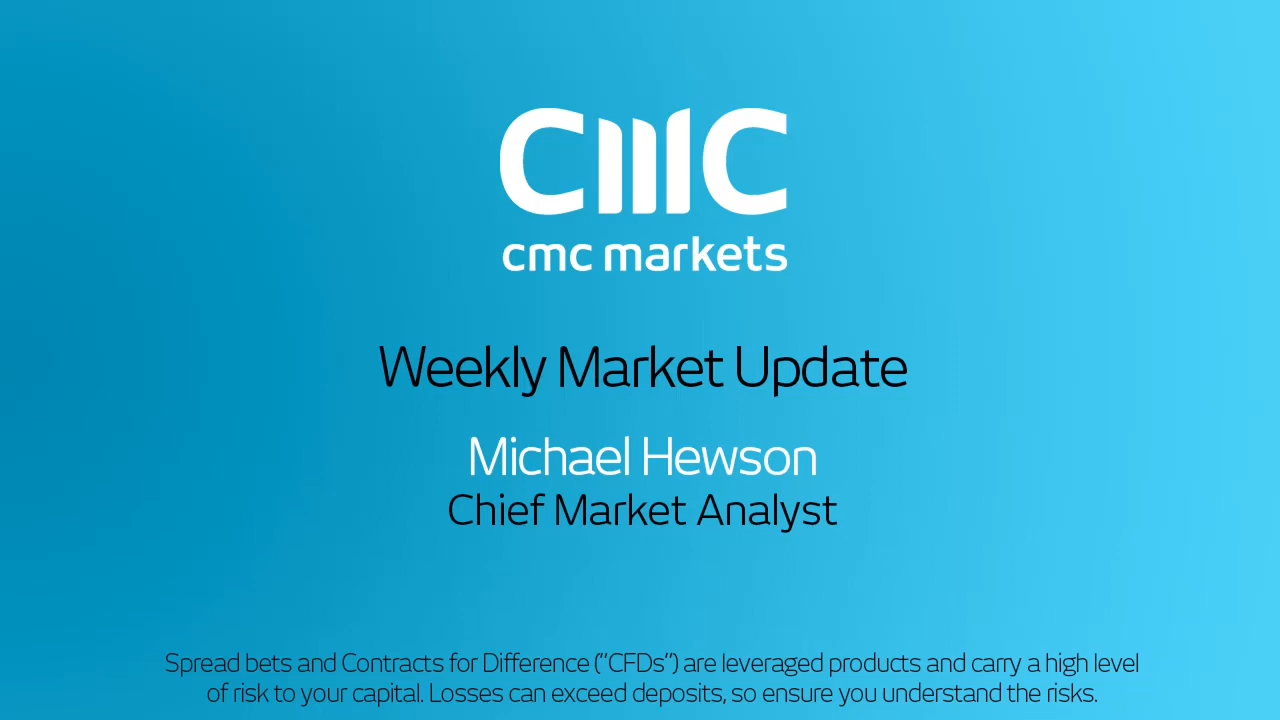 CMC
cmc markets
Weekly Market Update
Michael Hewson
Chief Market Analyst
Spread bets and Contracts for Difference (”CFDs”) are leveraged products and carry a high level
of risk to your capital. Losses can exceed deposits, so ensure you understand the risks.